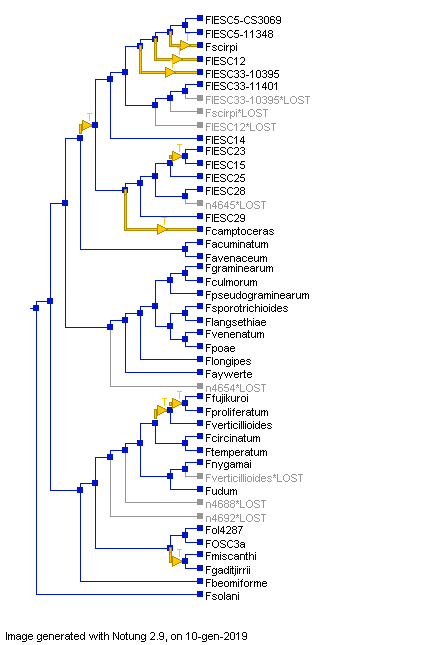 FIESC5-CS3069
FIESC5-11348
Fscirpi
FIESC12
FIESC33-10395
FIESC33-11401
FIESC33-10395*LOST
Fscirpi*LOST
FIESC12*LOST
FIESC14
FIESC23
FIESC15
FIESC25
FIESC28
n4645*LOST
FIESC29
Fcamptoceras
Facuminatum
Favenaceum
Fgraminearum
Fculmorum
Fpseudograminearum
Fsporotrichioides
Flangsethiae
Fvenenatum
Fpoae
Flongipes
Faywerte
n4654*LOST
Ffujikuroi
Fproliferatum
Fverticillioides
Fcircinatum
Ftemperatum
Fnygamai
Fverticillioides*LOST
Fudum
n4688*LOST
n4692*LOST
Fol4287
FOSC3a
Fmiscanthi
Fgaditjirrii
Fbeomiforme
Fsolani
Image generated with Notung 2.9, on 10-gen-2019